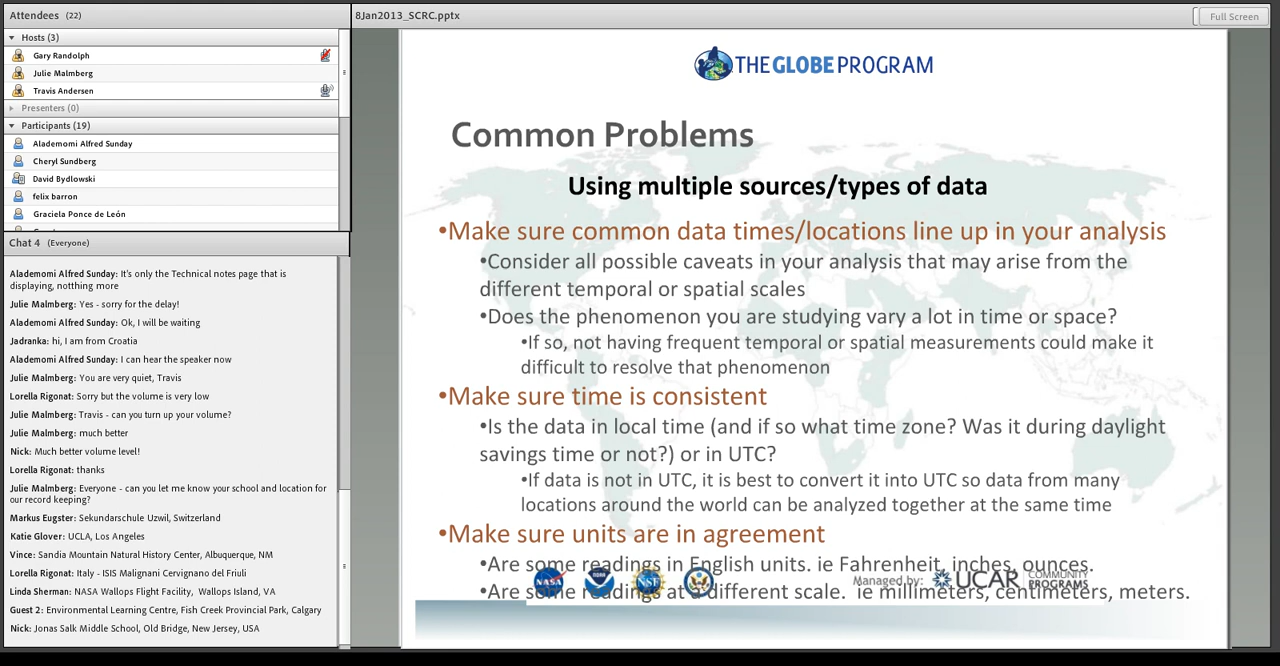 Attendees (22)
Hosts (3)
Gary Randolph
Julie Malmberg
Travis Andersen
Presenters (0)
Participants (19)
Alademomi Alfred Sunday
Cheryl Sundberg
David Bydlowski
felix barron
Graciela Ponce de León
Chat 4 (Everyone)
Alademomi Alfred Sunday: It's only the Technical notes page that is
displaying, notthing more
Julie Malmberg: Yes - sorry for the delay!
Alademomi Alfred Sunday: Ok, I will be waiting
Jadranka: hi, I am from Croatia
Alademomi Alfred Sunday: I can hear the speaker now
Julie Malmberg: You are very quiet, Travis
Lorella Rigonat: Sorry but the volume is very low
Julie Malmberg: Travis - can you turn up your volume?
Julie Malmberg: much better
Nick: Much better volume level!
Lorella Rigonat: thanks
Julie Malmberg: Everyone - can you let me know your school and location for
our record keeping?
Markus Eugster: Sekundarschule Uzwil, Switzerland
Katie Glover: UCLA, Los Angeles
Vince: Sandia Mountain Natural History Center, Albuquerque, NM
Lorella Rigonat: Italy - ISIS Malignani Cervignano del Friuli
Linda Sherman: NASA Wallops Flight Facility, Wallops Island, VA
Guest 2: Environmental Learning Centre, Fish Creek Provincial Park, Calgary
Nick: Jonas Salk Middle School, Old Bridge, New Jersey, USA
8Jan2013_SCRC.pptx
Full Screen
THE GLOBE PROGRAM
Common Problems
Using multiple sources/types of data
•Make sure common data times/locations line up in your analysis
•Consider all possible caveats in your analysis that may arise from the
different temporal or spatial scales
•Does the phenomenon you are studying vary a lot in time or space?
•If so, not having frequent temporal or spatial measurements could make it
difficult to resolve that phenomenon
•Make sure time is consistent
•Is the data in local time (and if so what time zone? Was it during daylight
savings time or not?) or in UTC?
•If data is not in UTC, it is best to convert it into UTC so data from many
locations around the world can be analyzed together at the same time
•Make sure units are in agreement
•Are some readings in English units. ie Fahrenheit, inches, ounces.
•Are some readings at a different scale. ie millimeters, centimeters, meters.
NASA
NOAA
NSF
Managed by:
UCAR
COMMUNITY
PROGRAMS